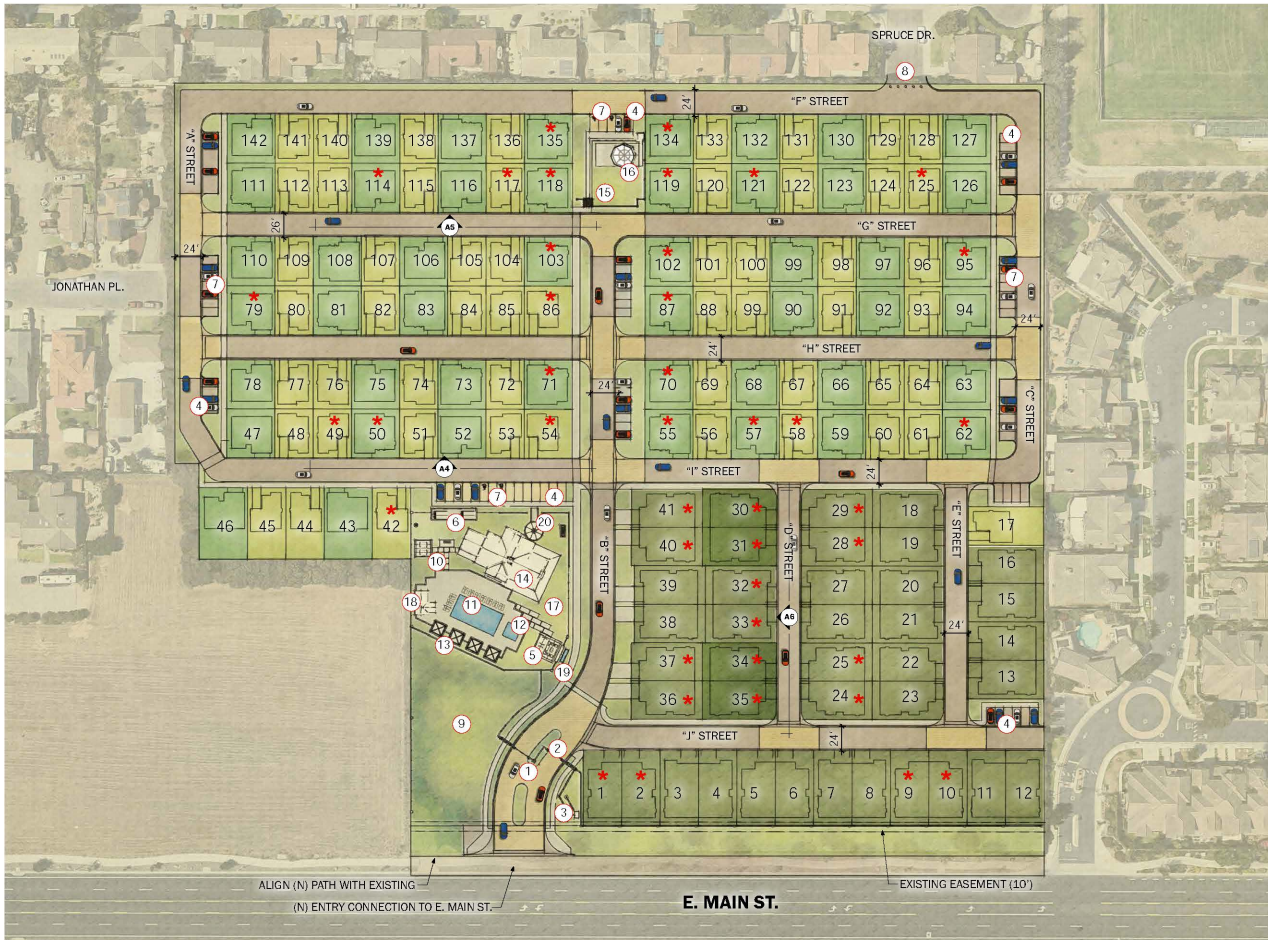 SPRUCE DR.
8
7 4
"F" STREET
24'
"A" STREET
142 141 140 139 138 137 136 135 134 133 132 131 130 129 128 127
4
16
111 112 113 114 115 116 117 118 119 120 121 122 123 124 125 126
15
26'
A5
"G" STREET
24'
110 109 108 107 106 105 104 103 102 101 100 99 98 97 96 95
JONATHAN PL.
7
7
79 80 81 82 83 84 85 86 87 88 99 90 91 92 93 94
24'
24'
"H" STREET
78 77 76 75 74 73 72 71 70 69 68 67 66 65 64 63
24'
4
"C" STREET
47 48 49 50 51 52 53 54 55 56 57 58 59 60 61 62
A4
"I" STREET
24'
7 4
46 45 44 43 42
6 20
41 30 29 18 17
"B" STREET
"D" STREET
"E" STREET
40 31 28 19
10
14
16
39 32 27 20
15
18 11 17
12
38 33 26 21
A6
24'
13 5
14
19
37 34 25 22
13
36 35 24 23
9
4
"J" STREET
24'
2
1
3
1 2 3 4 5 6 7 8 9 10 11 12
ALIGN (N) PATH WITH EXISTING
EXISTING EASEMENT (10')
(N) ENTRY CONNECTION TO E. MAIN ST.
E. MAIN ST.